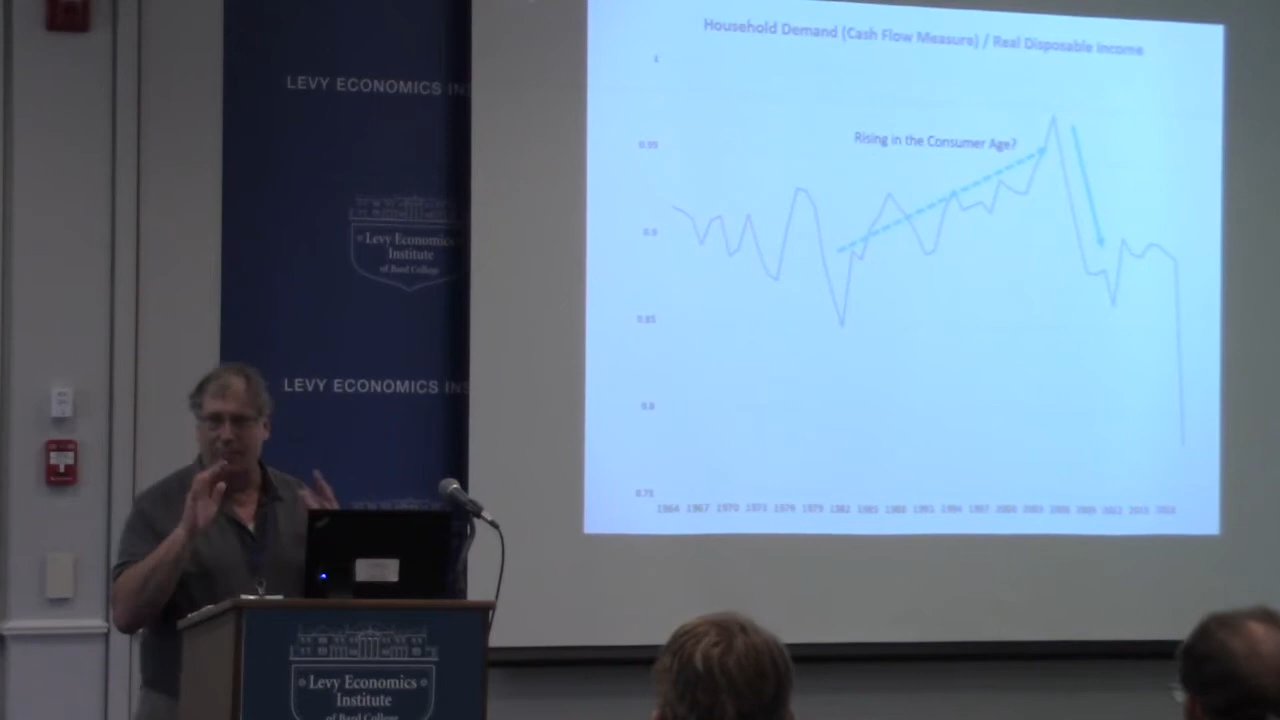 LEVY ECONOMICS IN
Levy Economics
Institute
of Bard College
LEVY ECONOMICS INS
Levy Economics
Institute
of Bard College
Household Demand (Cash Flow Measure) / Real Disposable Income
1
0.95
Rising in the Consumer Age?
0.9
0.85
0.8
0.75
1964 1967 1970 1973 1976 1979 1982 1985 1988 1991 1994 1997 2000 2003 2006 2009 2012 2015 2018